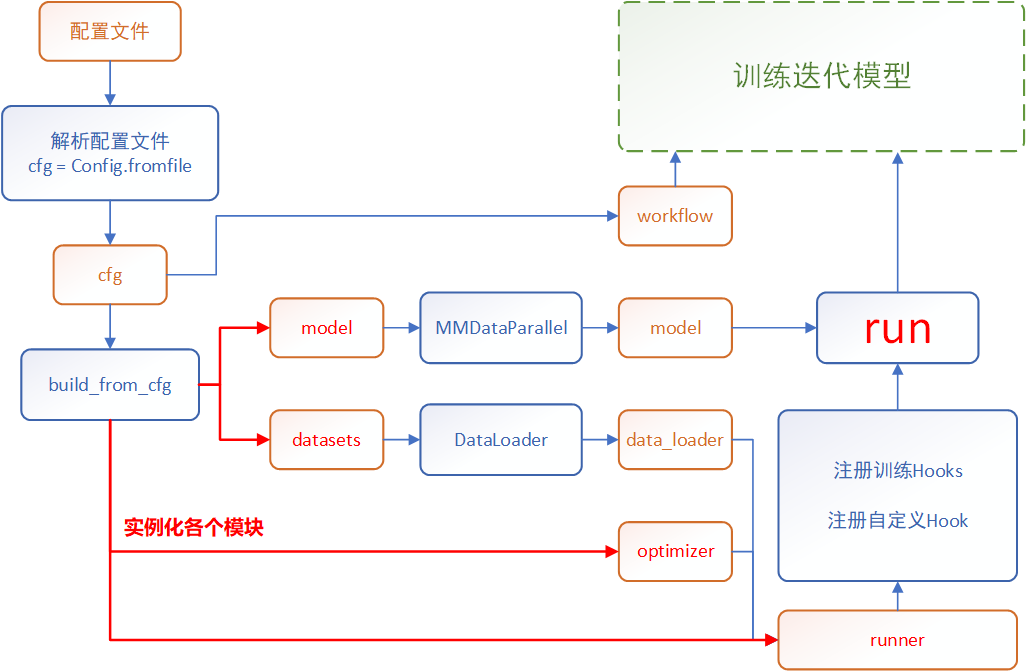 配置文件
训练迭代模型
解析配置文件
cfg = Config.fromfile
workflow
cfg
model
MMDataParallel
model
run
build_from_cfg
datasets
DataLoader
data_loader
注册训练Hooks
注册自定义Hook
实例化各个模块
optimizer
runner